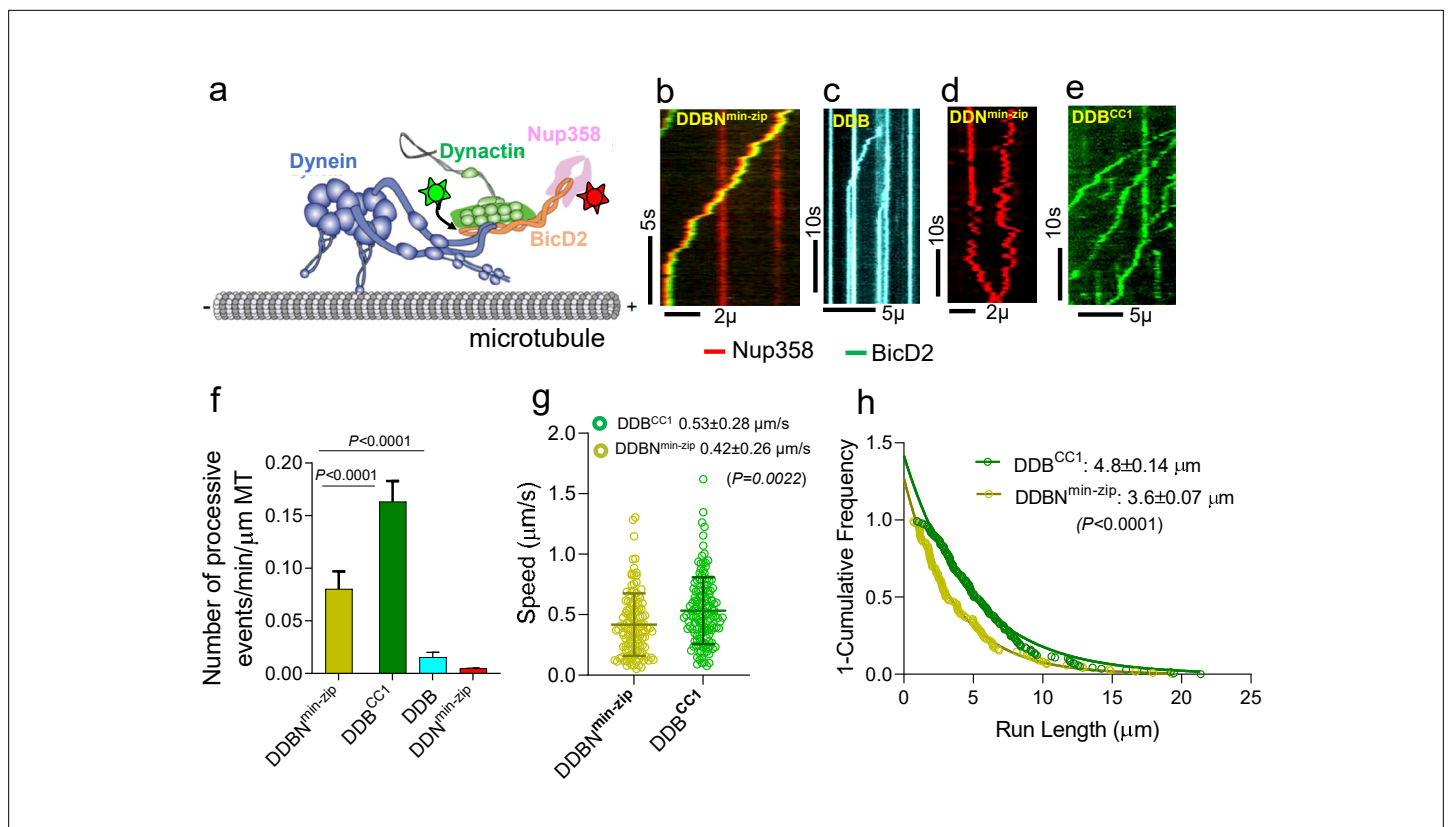 a
Dynein
Dynactin
Nup358
BicD2
-
+
microtubule
b
DDBN^min-zip
5s
2μ
c
DDB
10s
5μ
d
DDN^min-zip
10s
2μ
e
DDB^CC1
10s
5μ
Nup358
BicD2
f
P<0.0001
P<0.0001
Number of processive
events/min/μm MT
0.20
0.15
0.10
0.05
0.00
DDBN^min-zip
DDB^CC1
DDB
DDN^min-zip
g
DDB^CC1 0.53±0.28 μm/s
DDBN^min-zip 0.42±0.26 μm/s
(P=0.0022)
Speed (μm/s)
2.0
1.5
1.0
0.5
0.0
DDBN^min-zip
DDB^CC1
h
DDB^CC1: 4.8±0.14 μm
DDBN^min-zip: 3.6±0.07 μm
(P<0.0001)
1-Cumulative Frequency
1.5
1.0
0.5
0.0
0 5 10 15 20 25
Run Length (μm)